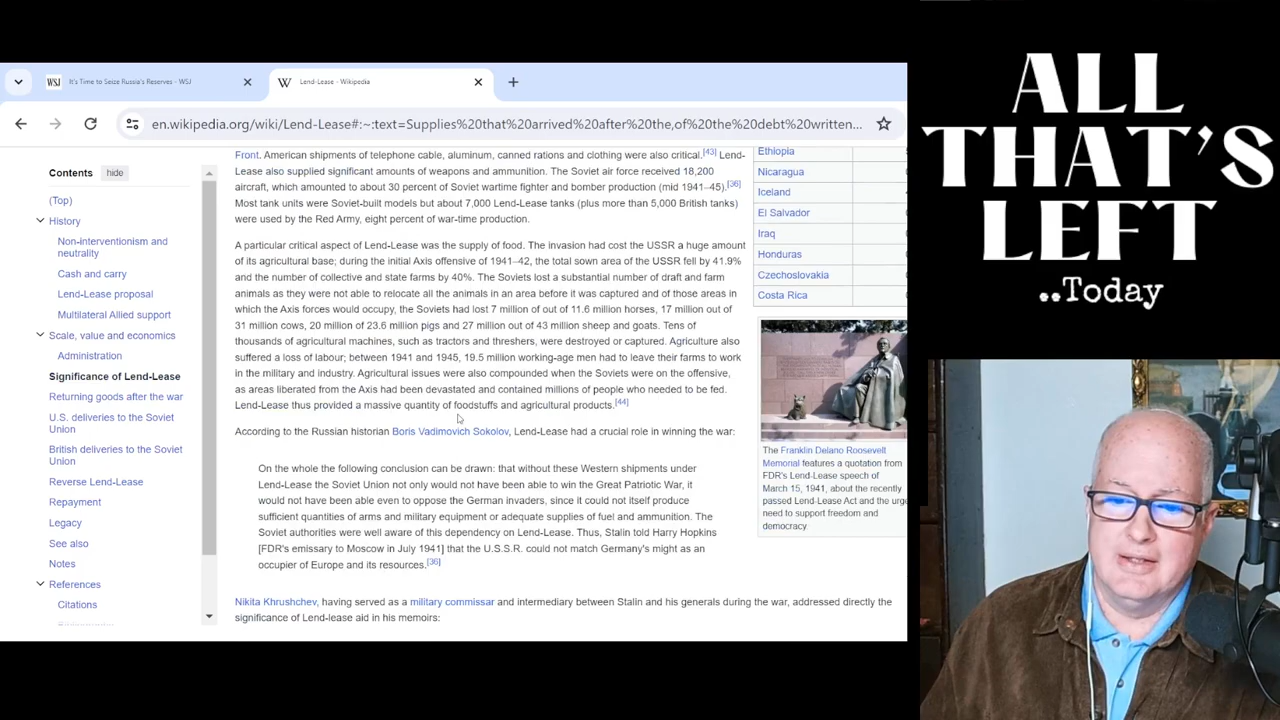 It's Time to Seize Russia's Reserves - WSJ
Lend-Lease - Wikipedia
en.wikipedia.org/wiki/Lend-Lease#:~:text=Supplies%20that%20arrived%20after%20the,of%20the%20debt%20written...
Contents hide
(Top)
History
Non-interventionism and
neutrality
Cash and carry
Lend-Lease proposal
Multilateral Allied support
Scale, value and economics
Administration
Significance of Lend-Lease
Returning goods after the war
U.S. deliveries to the Soviet
Union
British deliveries to the Soviet
Union
Reverse Lend-Lease
Repayment
Legacy
See also
Notes
References
Citations
Front. American shipments of telephone cable, aluminum, canned rations and clothing were also critical.[43] Lend-
Lease also supplied significant amounts of weapons and ammunition. The Soviet air force received 18,200
aircraft, which amounted to about 30 percent of Soviet wartime fighter and bomber production (mid 1941–45).[36]
Most tank units were Soviet-built models but about 7,000 Lend-Lease tanks (plus more than 5,000 British tanks)
were used by the Red Army, eight percent of war-time production.
A particular critical aspect of Lend-Lease was the supply of food. The invasion had cost the USSR a huge amount
of its agricultural base; during the initial Axis offensive of 1941–42, the total sown area of the USSR fell by 41.9%
and the number of collective and state farms by 40%. The Soviets lost a substantial number of draft and farm
animals as they were not able to relocate all the animals in an area before it was captured and of those areas in
which the Axis forces would occupy, the Soviets had lost 7 million of out of 11.6 million horses, 17 million out of
31 million cows, 20 million of 23.6 million pigs and 27 million out of 43 million sheep and goats. Tens of
thousands of agricultural machines, such as tractors and threshers, were destroyed or captured. Agriculture also
suffered a loss of labour; between 1941 and 1945, 19.5 million working-age men had to leave their farms to work
in the military and industry. Agricultural issues were also compounded when the Soviets were on the offensive,
as areas liberated from the Axis had been devastated and contained millions of people who needed to be fed.
Lend-Lease thus provided a massive quantity of foodstuffs and agricultural products.[44]
According to the Russian historian Boris Vadimovich Sokolov, Lend-Lease had a crucial role in winning the war:
On the whole the following conclusion can be drawn: that without these Western shipments under
Lend-Lease the Soviet Union not only would not have been able to win the Great Patriotic War, it
would not have been able even to oppose the German invaders, since it could not itself produce
sufficient quantities of arms and military equipment or adequate supplies of fuel and ammunition. The
Soviet authorities were well aware of this dependency on Lend-Lease. Thus, Stalin told Harry Hopkins
[FDR's emissary to Moscow in July 1941] that the U.S.S.R. could not match Germany's might as an
occupier of Europe and its resources.[36]
Nikita Khrushchev, having served as a military commissar and intermediary between Stalin and his generals during the war, addressed directly the
significance of Lend-lease aid in his memoirs:
Ethiopia
Nicaragua
Iceland
El Salvador
Iraq
Honduras
Czechoslovakia
Costa Rica
The Franklin Delano Roosevelt
Memorial features a quotation from
FDR's Lend-Lease speech of
March 15, 1941, about the recently
passed Lend-Lease Act and the urge
need to support freedom and
democracy.
ALL
THAT'S
LEFT
..Today